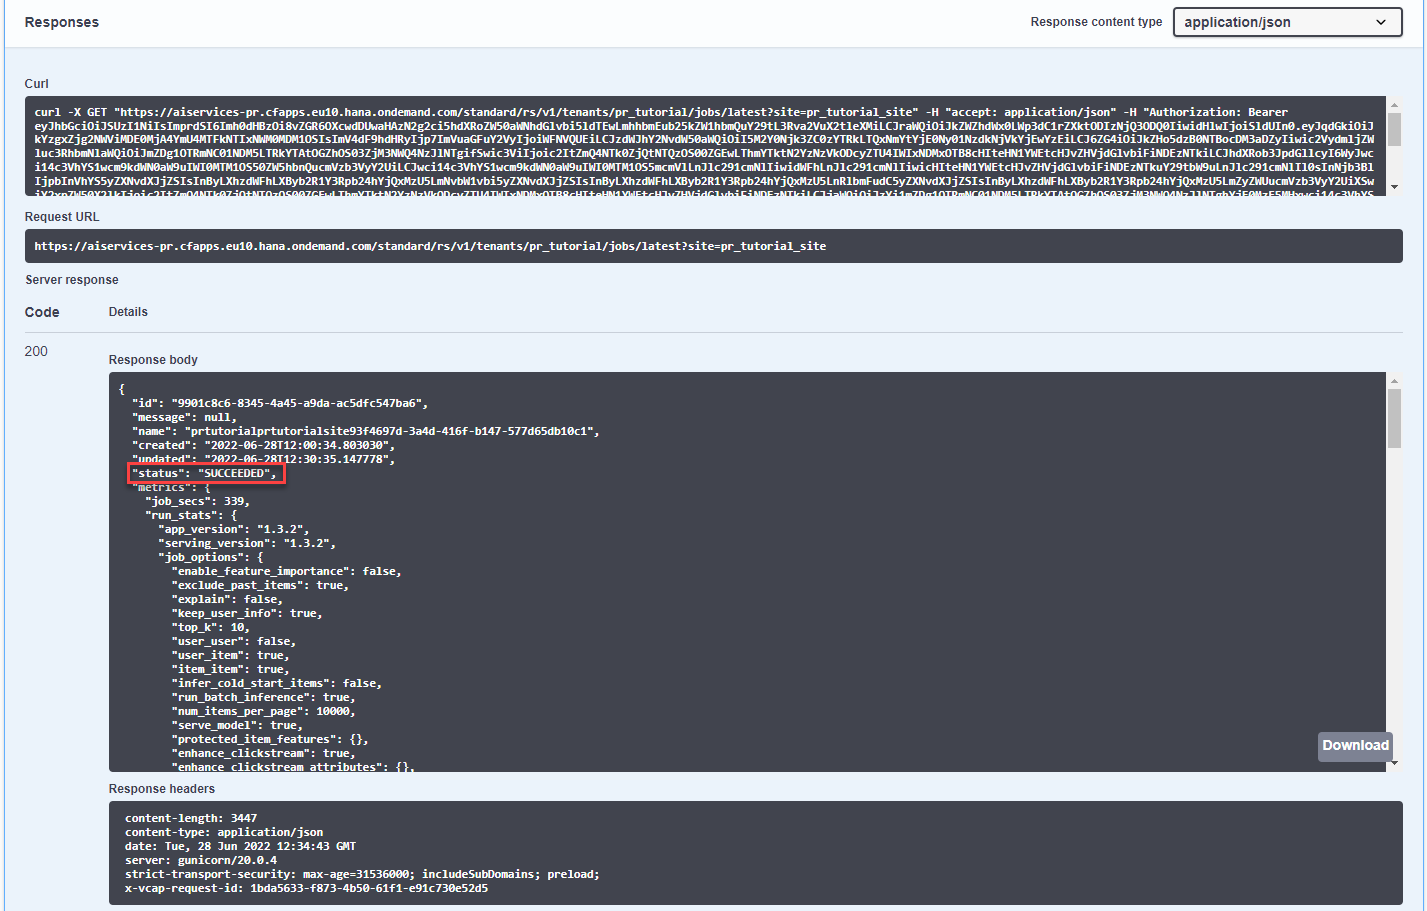 Responses
Response content type
application/json
Curl
curl -X GET "https://aiservices-pr.cfapps.eu10.hana.ondemand.com/standard/rs/v1/tenants/pr_tutorial/jobs/latest?site=pr_tutorial_site" -H "accept: application/json" -H "Authorization: Bearer
Request URL
https://aiservices-pr.cfapps.eu10.hana.ondemand.com/standard/rs/v1/tenants/pr_tutorial/jobs/latest?site=pr_tutorial_site
Server response
Code Details
200
Response body
{
"id": "9901c8c6-8345-4a45-a9da-ac5dfc547ba6",
"message": null,
"name": "prtutorialprtutorialsite93f4697d-3a4d-416f-b147-577d65db10c1",
"created": "2022-06-28T12:00:34.803030",
"updated": "2022-06-28T12:30:35.147778",
"status": "SUCCEEDED",
"metrics": {
"job_secs": 339,
"run_stats": {
"app_version": "1.3.2",
"serving_version": "1.3.2",
"job_options": {
"enable_feature_importance": false,
"exclude_past_items": true,
"explain": false,
"keep_user_info": true,
"top_k": 10,
"user_user": false,
"user_item": true,
"item_item": true,
"infer_cold_start_items": false,
"run_batch_inference": true,
"num_items_per_page": 10000,
"serve_model": true,
"protected_item_features": {},
"enhance_clickstream": true,
"enhance_clickstream_attributes": {},
Download
Response headers
content-length: 3447
content-type: application/json
date: Tue, 28 Jun 2022 12:34:43 GMT
server: gunicorn/20.0.4
strict-transport-security: max-age=31536000; includeSubDomains; preload;
x-vcap-request-id: 1bda5633-f873-4b50-61f1-e91c730e52d5